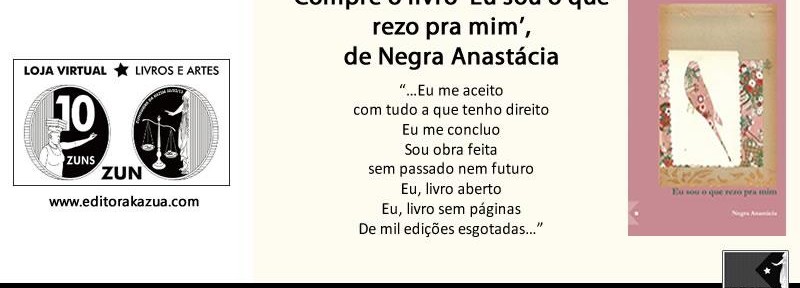 Compre o livro ‘Eu sou o que
rezo pra mim’,
de Negra Anastácia
“...Eu me aceito
com tudo a que tenho direito
Eu me concluo
Sou obra feita
sem passado nem futuro
Eu, livro aberto
Eu, livro sem páginas
De mil edições esgotadas...”
LOJA VIRTUAL ★ LIVROS E ARTES
10
ZUNS
ZUN
www.editorakazua.com
Eu sou o que rezo pra mim
Negra Anastácia